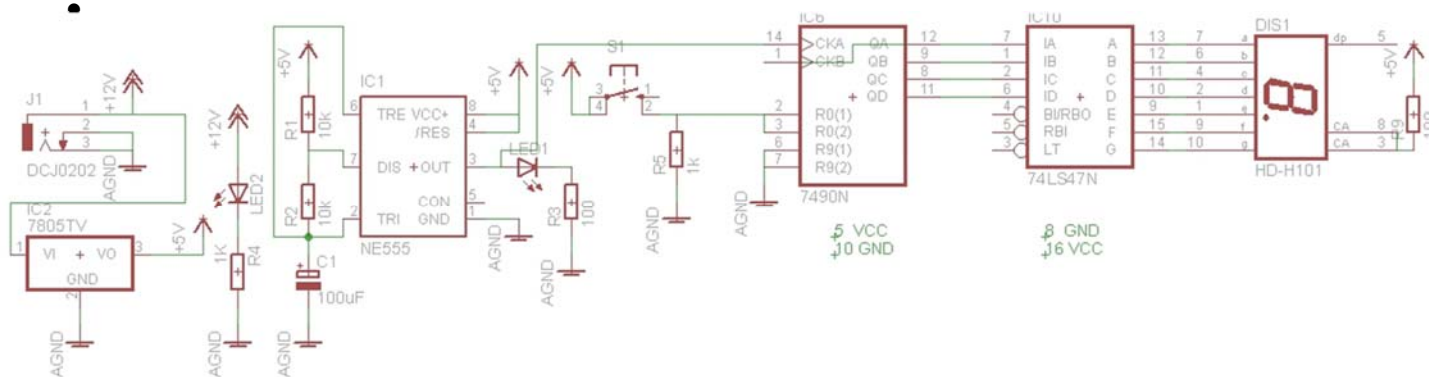 J1
1
2
3
DCJ0202
+12V
AGND
IC2
7805TV
1 VI VO 3
GND
2
+5V
AGND
+12V
LED2
1K
R4
AGND
+5V
R1
10k
R2
10k
C1
100uF
AGND
IC1
6 TRE VCC+ 8
/RES 4
7 DIS OUT 3
CON 5
2 TRI GND 1
NE555
+5V
LED1
R3
100
AGND
AGND
+5V
S1
3 1
4 2
R5
1k
AGND
IC6
14 CKA QA 12
1 CKB QB 9
QC 8
QD 11
2 R0(1)
3 R0(2)
6 R9(1)
7 R9(2)
7490N
AGND
5 VCC
10 GND
IC10
7 IA A 13
1 IB B 12
2 IC C 11
6 ID D 10
4 BI/RBO E 9
5 RBI F 15
3 LT G 14
74LS47N
8 GND
16 VCC
DIS1
7 a dp 5
6 b
4 c
2 d
1 e
9 f CA 8
10 g CA 3
HD-H101
+5V